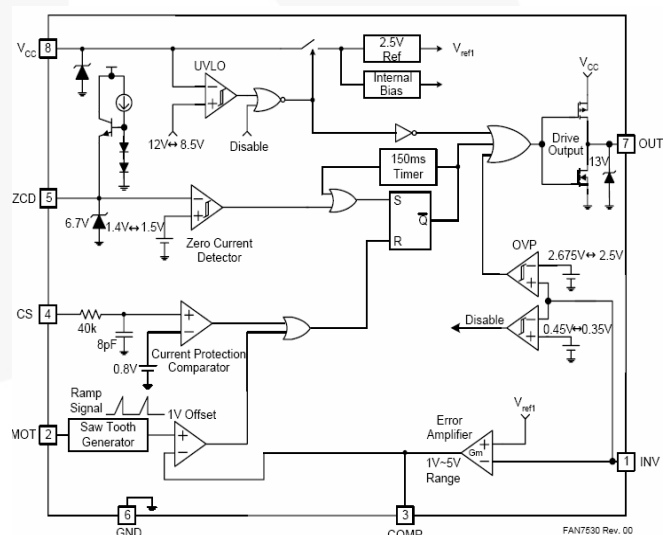 VCC 8
2.5V
Ref
Vref1
Internal
Bias
UVLO
12V↔8.5V
Disable
VCC
Drive
Output
7 OUT
13V
150ms
Timer
ZCD 5
6.7V
1.4V↔1.5V
Zero Current
Detector
S
Q
R
OVP
2.675V↔2.5V
Disable
0.45V↔0.35V
CS 4
40k
8pF
0.8V
Current Protection
Comparator
Ramp
Signal
1V Offset
MOT 2
Saw Tooth
Generator
Error
Amplifier
Vref1
Gm
1V~5V
Range
1 INV
6
GND
3
COMP
FAN7530 Rev. 00